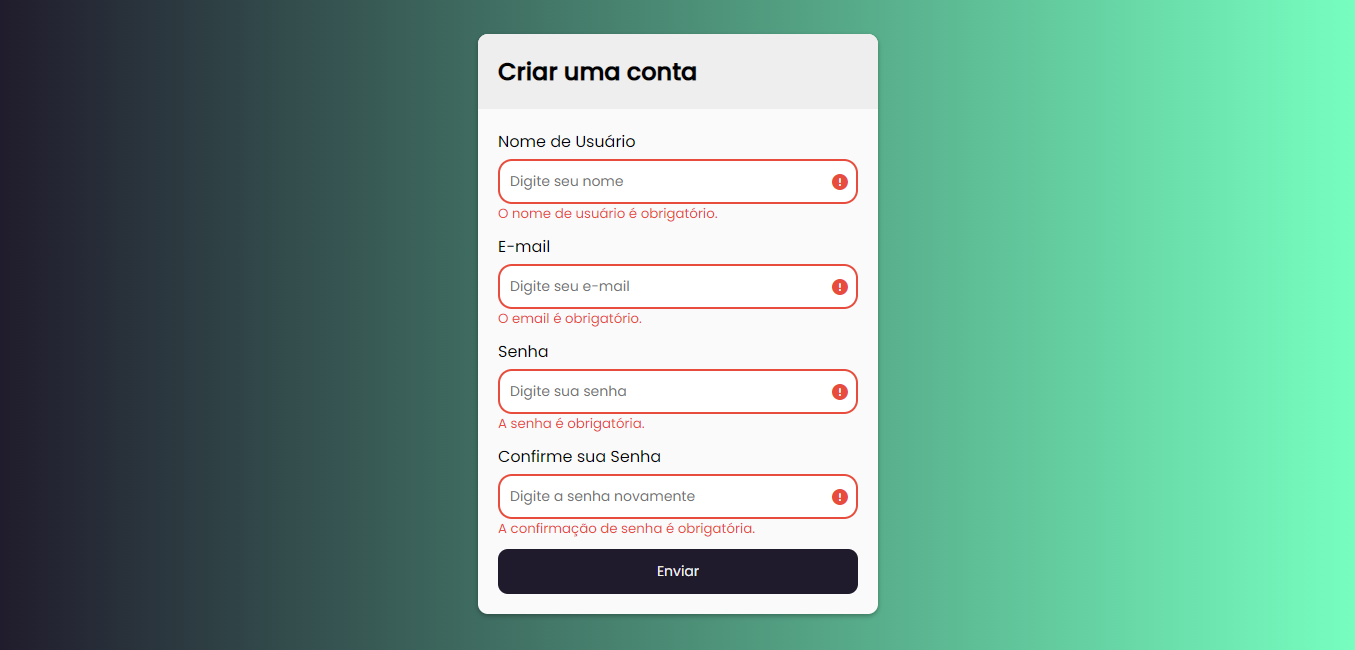 Criar uma conta
Nome de Usuário
Digite seu nome
O nome de usuário é obrigatório.
E-mail
Digite seu e-mail
O email é obrigatório.
Senha
Digite sua senha
A senha é obrigatória.
Confirme sua Senha
Digite a senha novamente
A confirmação de senha é obrigatória.
Enviar